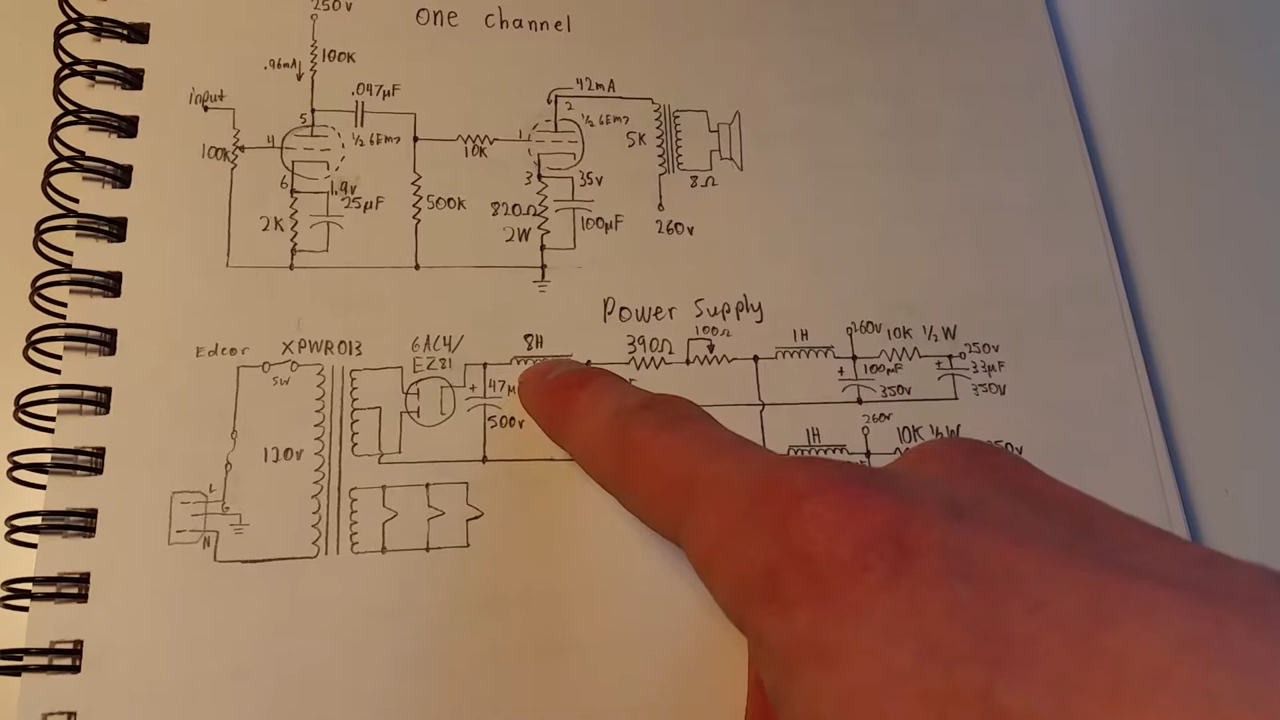 250v
One channel
.96mA
100K
42mA
.047µF
input
5
2
4
½ 6EM7
1
½ 6EM7
5K
100K
10K
6
1.9v
3
35v
8Ω
25µF
500K
820Ω
100µF
2K
2W
260v
Power Supply
Edcor XPWR013
6AC4/
EZ81
8H
390Ω
100Ω
1H
260v
10K ½W
250v
SW
+
47µ
500v
+
100µF
350v
±
33µF
350v
120v
1H
260v
10K ½W
L
G
N